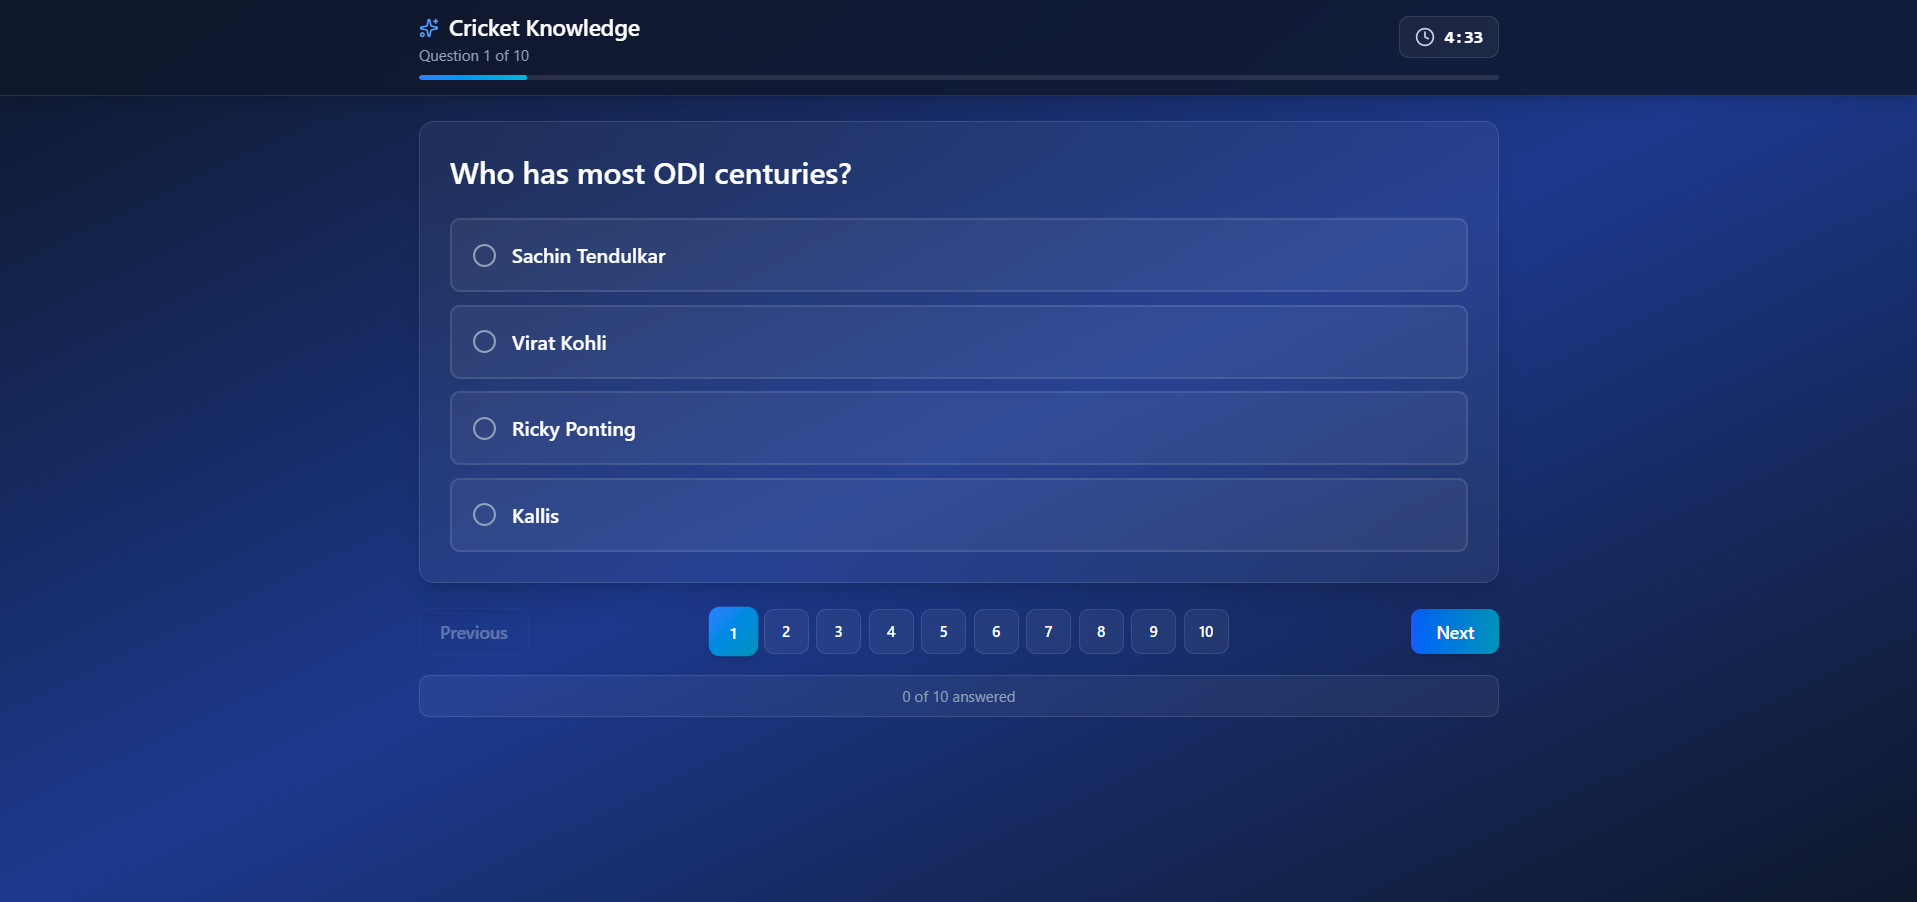 Cricket Knowledge
Question 1 of 10
4:33
Who has most ODI centuries?
Sachin Tendulkar
Virat Kohli
Ricky Ponting
Kallis
Previous 1 2 3 4 5 6 7 8 9 10 Next
0 of 10 answered